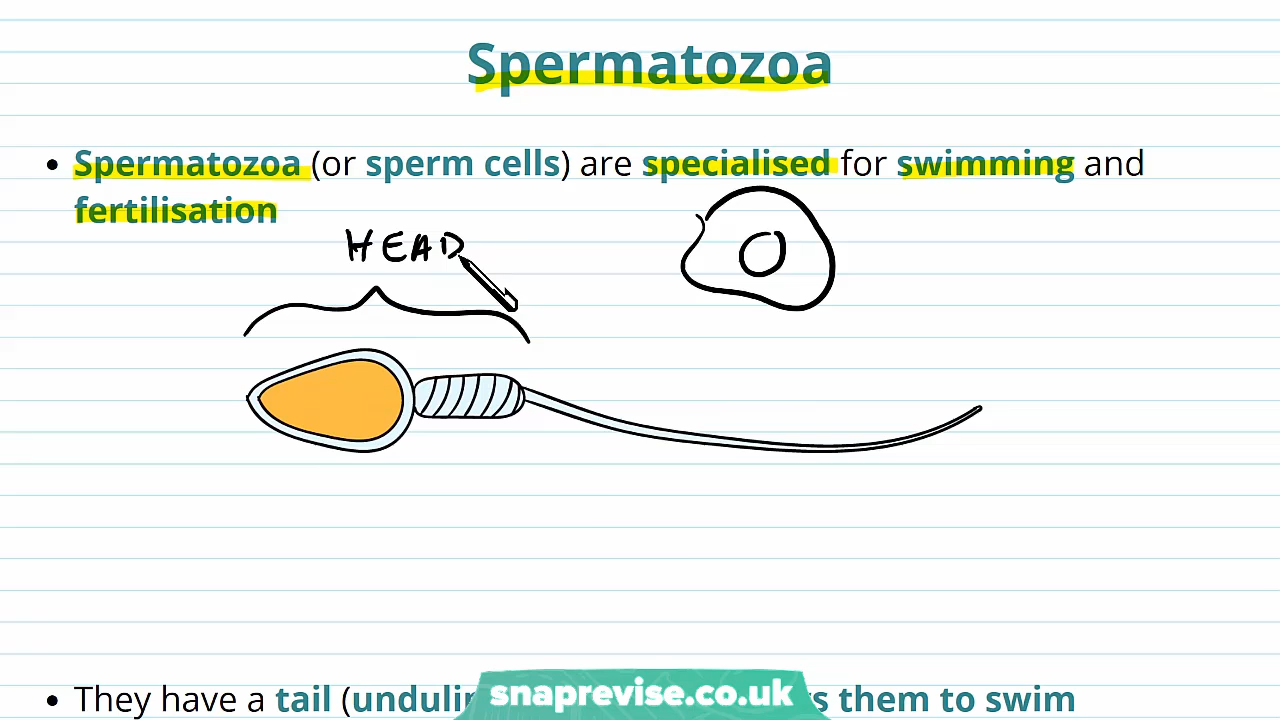 Spermatozoa
• Spermatozoa (or sperm cells) are specialised for swimming and
fertilisation
HEAD
• They have a tail ( them to swim
snaprevise.co.uk